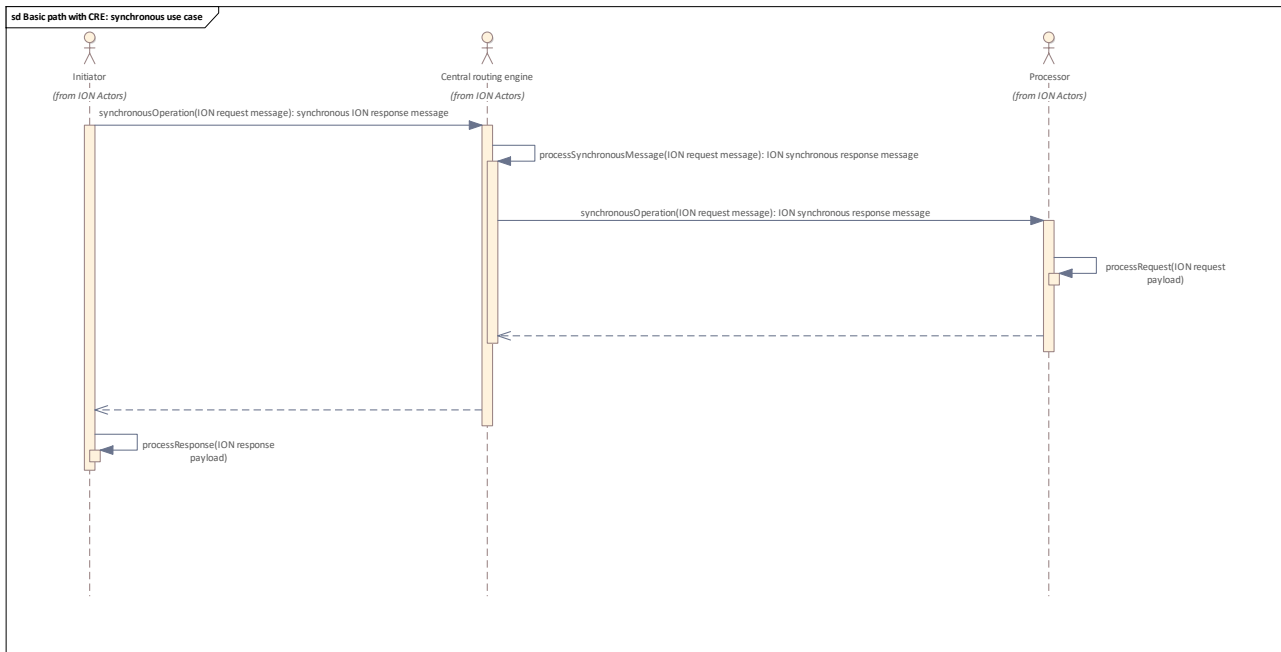 sd Basic path with CRE: synchronous use case
Initiator
(from ION Actors)
Central routing engine
(from ION Actors)
Processor
(from ION Actors)
synchronousOperation(ION request message): synchronous ION response message
processSynchronousMessage(ION request message): ION synchronous response message
synchronousOperation(ION request message): ION synchronous response message
processRequest(ION request
payload)
processResponse(ION response
payload)